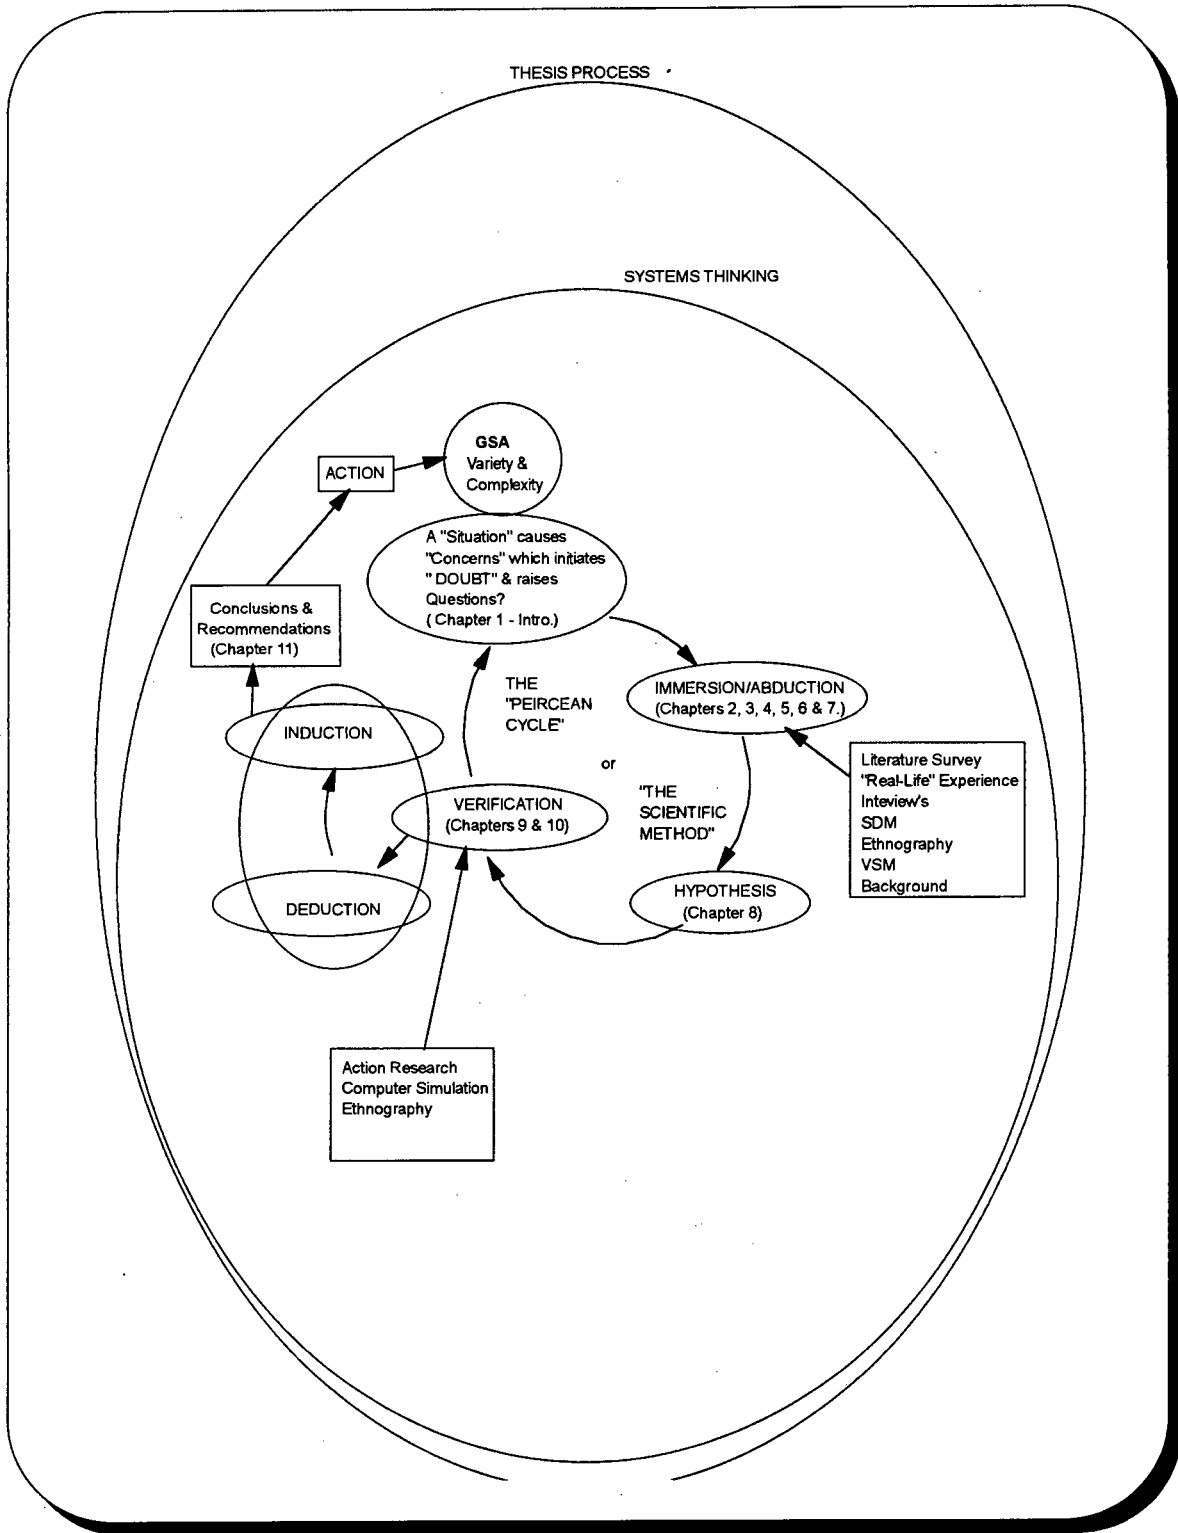 THESIS PROCESS
SYSTEMS THINKING
GSA
Variety &
Complexity
ACTION
A "Situation" causes
"Concerns" which initiates
" DOUBT" & raises
Questions?
( Chapter 1 - Intro.)
Conclusions &
Recommendations
(Chapter 11)
THE
"PEIRCEAN
CYCLE"
or
"THE
SCIENTIFIC
METHOD"
IMMERSION/ABDUCTION
(Chapters 2, 3, 4, 5, 6 & 7.)
Literature Survey
"Real-Life" Experience
Inteview's
SDM
Ethnography
VSM
Background
INDUCTION
VERIFICATION
(Chapters 9 & 10)
HYPOTHESIS
(Chapter 8)
DEDUCTION
Action Research
Computer Simulation
Ethnography